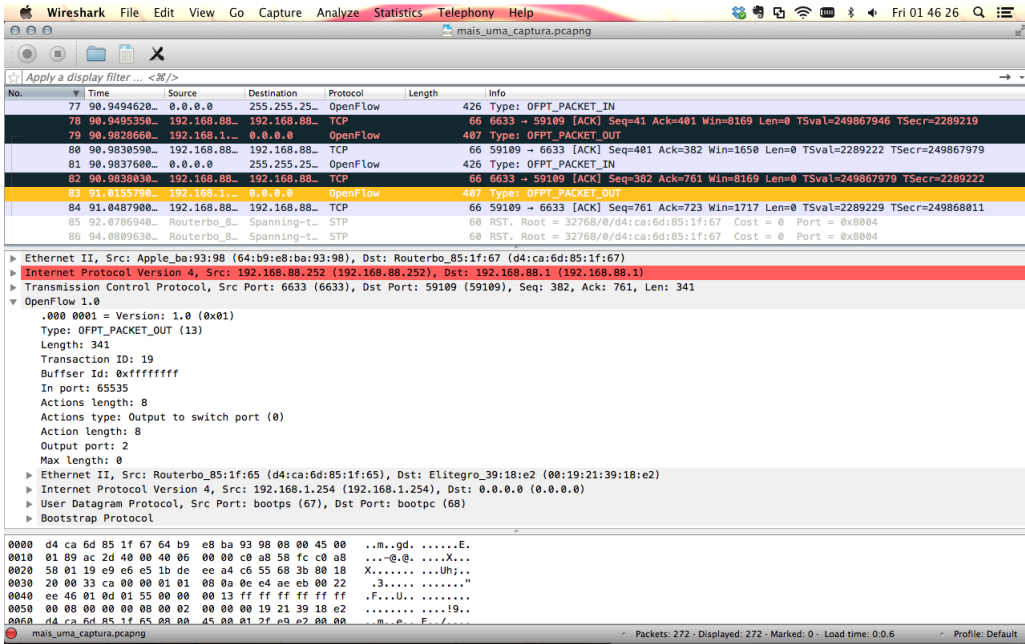 Wireshark File Edit View Go Capture Analyze Statistics Telephony Help Fri 01 46 26
mais_uma_captura.pcapng
Apply a display filter ... <⌘/>
No. Time Source Destination Protocol Length Info
77 90.9494620… 0.0.0.0 255.255.25… OpenFlow 426 Type: OFPT_PACKET_IN
78 90.9495350… 192.168.88… 192.168.88… TCP 66 6633 → 59109 [ACK] Seq=41 Ack=401 Win=8169 Len=0 TSval=249867946 TSecr=2289219
79 90.9828660… 192.168.1.… 0.0.0.0 OpenFlow 407 Type: OFPT_PACKET_OUT
80 90.9830590… 192.168.88… 192.168.88… TCP 66 59109 → 6633 [ACK] Seq=401 Ack=382 Win=1650 Len=0 TSval=2289222 TSecr=249867979
81 90.9837600… 0.0.0.0 255.255.25… OpenFlow 426 Type: OFPT_PACKET_IN
82 90.9838030… 192.168.88… 192.168.88… TCP 66 6633 → 59109 [ACK] Seq=382 Ack=761 Win=8169 Len=0 TSval=249867979 TSecr=2289222
83 91.0155790… 192.168.1.… 0.0.0.0 OpenFlow 407 Type: OFPT_PACKET_OUT
84 91.0487900… 192.168.88… 192.168.88… TCP 66 59109 → 6633 [ACK] Seq=761 Ack=723 Win=1717 Len=0 TSval=2289229 TSecr=249868011
85 92.0786940… Routerbo_8… Spanning-t… STP 60 RST. Root = 32768/0/d4:ca:6d:85:1f:67 Cost = 0 Port = 0x8004
86 94.0809630… Routerbo_8… Spanning-t… STP 60 RST. Root = 32768/0/d4:ca:6d:85:1f:67 Cost = 0 Port = 0x8004
Ethernet II, Src: Apple_ba:93:98 (64:b9:e8:ba:93:98), Dst: Routerbo_85:1f:67 (d4:ca:6d:85:1f:67)
Internet Protocol Version 4, Src: 192.168.88.252 (192.168.88.252), Dst: 192.168.88.1 (192.168.88.1)
Transmission Control Protocol, Src Port: 6633 (6633), Dst Port: 59109 (59109), Seq: 382, Ack: 761, Len: 341
OpenFlow 1.0
.000 0001 = Version: 1.0 (0x01)
Type: OFPT_PACKET_OUT (13)
Length: 341
Transaction ID: 19
Buffser Id: 0xffffffff
In port: 65535
Actions length: 8
Actions type: Output to switch port (0)
Action length: 8
Output port: 2
Max length: 0
Ethernet II, Src: Routerbo_85:1f:65 (d4:ca:6d:85:1f:65), Dst: Elitegro_39:18:e2 (00:19:21:39:18:e2)
Internet Protocol Version 4, Src: 192.168.1.254 (192.168.1.254), Dst: 0.0.0.0 (0.0.0.0)
User Datagram Protocol, Src Port: bootps (67), Dst Port: bootpc (68)
Bootstrap Protocol
0000 d4 ca 6d 85 1f 67 64 b9 e8 ba 93 98 08 00 45 00 ..m..gd. ......E.
0010 01 89 ac 2d 40 00 40 06 00 00 c0 a8 58 fc c0 a8 ...-@.@. ....X...
0020 58 01 19 e9 e6 e5 1b de ee a4 c6 55 68 3b 80 18 X....... ...Uh;..
0030 20 00 33 ca 00 00 01 01 08 0a 0e e4 ae eb 00 22 .3..... ......."
0040 ee 46 01 0d 01 55 00 00 00 13 ff ff ff ff ff ff .F...U.. ........
0050 00 08 00 00 00 08 00 02 00 00 00 19 21 39 18 e2 ........ ....!9..
0060 d4 ca 6d 85 1f 65 08 00 45 00 01 2f e9 e2 00 00 ..m..e.. E../....
mais_uma_captura.pcapng Packets: 272 · Displayed: 272 · Marked: 0 · Load time: 0:0.6 Profile: Default